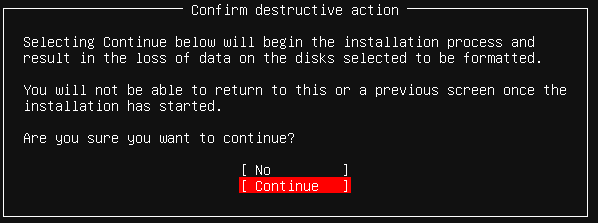 Confirm destructive action
Selecting Continue below will begin the installation process and
result in the loss of data on the disks selected to be formatted.
You will not be able to return to this or a previous screen once the
installation has started.
Are you sure you want to continue?
[ No ]
[ Continue ]